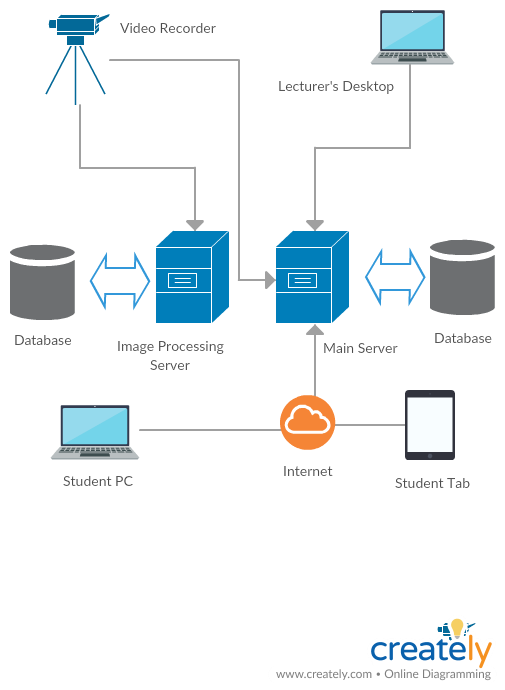 Video Recorder
Lecturer's Desktop
Database
Image Processing
Server
Main Server
Database
Student PC
Internet
Student Tab
creately
www.creately.com • Online Diagramming